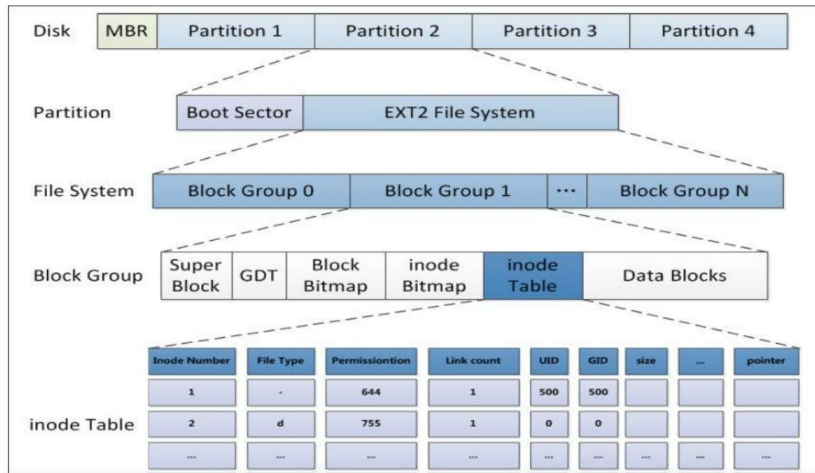 Disk MBR Partition 1 Partition 2 Partition 3 Partition 4
Partition Boot Sector EXT2 File System
File System Block Group 0 Block Group 1 ... Block Group N
Block Group Super Block GDT Block Bitmap inode Bitmap inode Table Data Blocks
Inode Number File Type Permissiontion Link count UID GID size ... pointer
1 - 644 1 500 500
inode Table 2 d 755 1 0 0
... ... ... ... ... ...